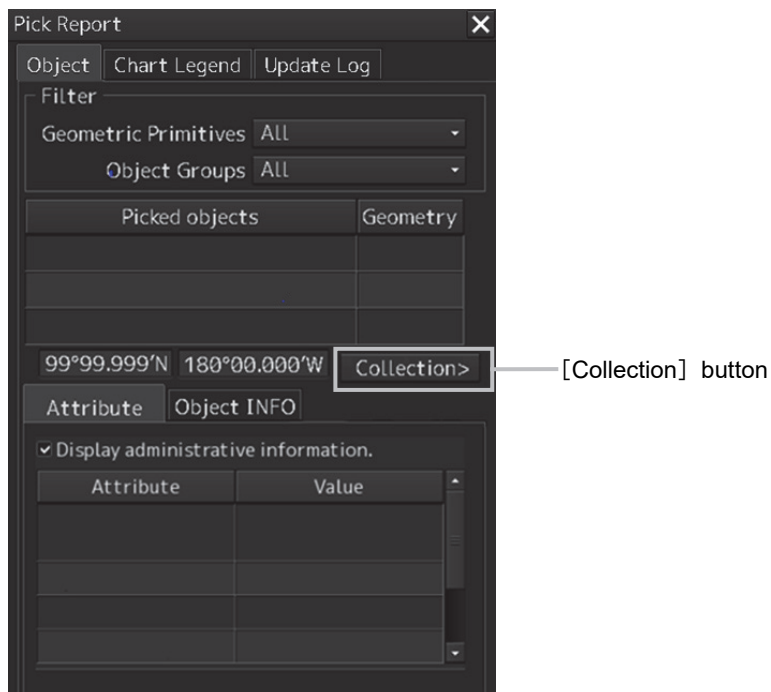 Pick Report
Object Chart Legend Update Log
Filter
Geometric Primitives All
Object Groups All
Picked objects Geometry
99°99.999′N 180°00.000′W Collection>
[Collection] button
Attribute Object INFO
Display administrative information.
Attribute Value